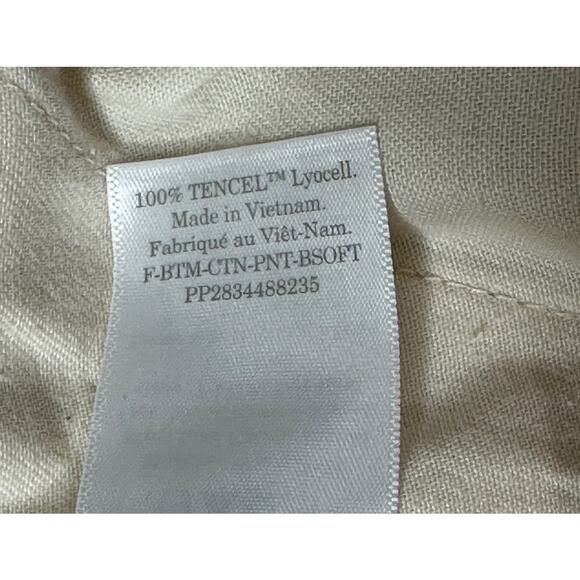 100% TENCEL™ Lyocell.
Made in Vietnam.
Fabriqué au Viêt-Nam.
F-BTM-CTN-PNT-BSOFT
PP2834488235